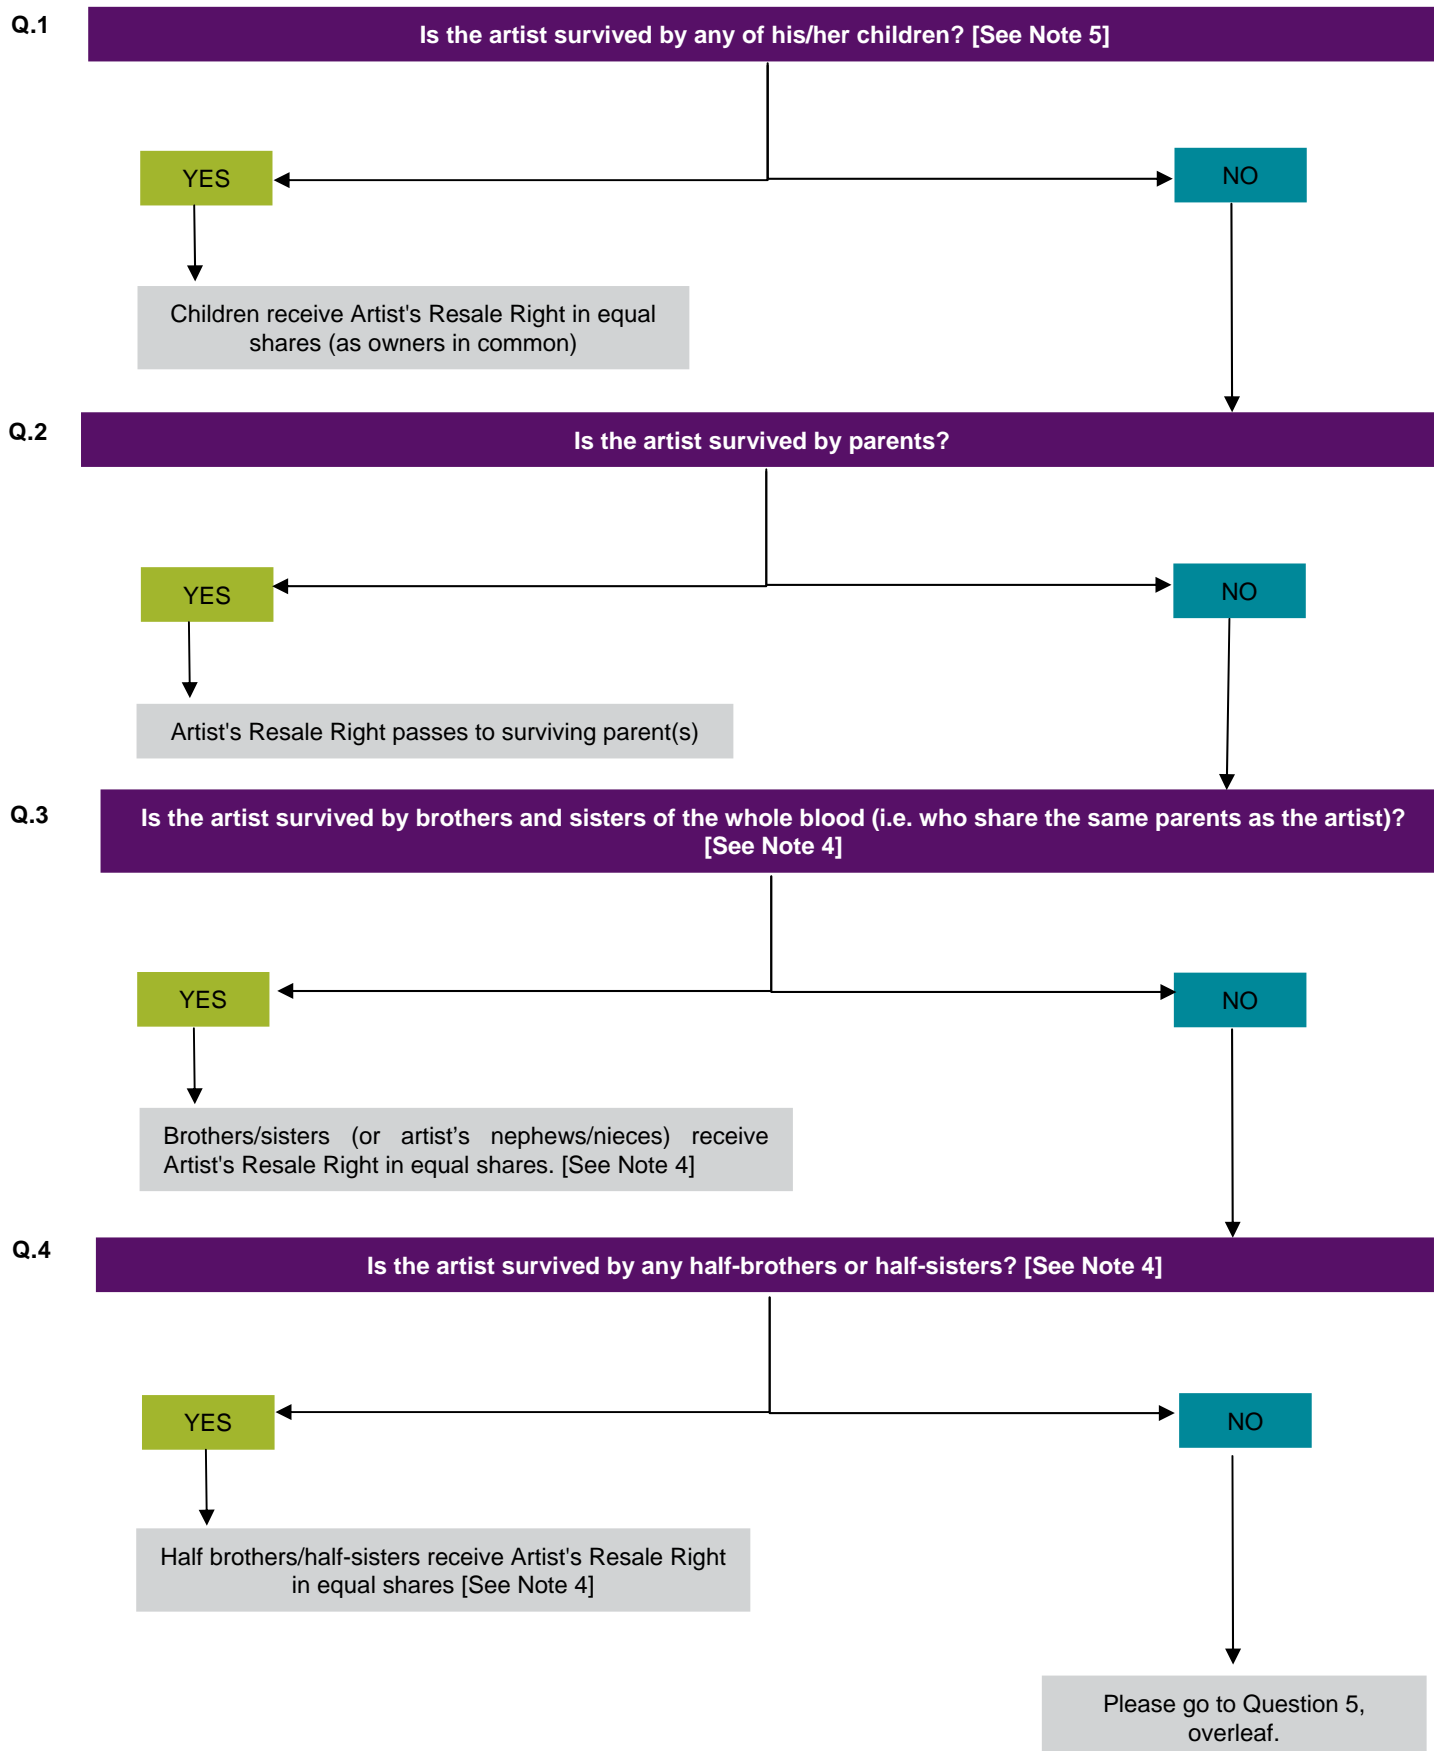 Q.1
Is the artist survived by any of his/her children? [See Note 5]
YES
NO
Children receive Artist's Resale Right in equal
shares (as owners in common)
Q.2
Is the artist survived by parents?
YES
NO
Artist's Resale Right passes to surviving parent(s)
Q.3
Is the artist survived by brothers and sisters of the whole blood (i.e. who share the same parents as the artist)?
[See Note 4]
YES
NO
Brothers/sisters (or artist’s nephews/nieces) receive
Artist's Resale Right in equal shares. [See Note 4]
Q.4
Is the artist survived by any half-brothers or half-sisters? [See Note 4]
YES
NO
Half brothers/half-sisters receive Artist's Resale Right
in equal shares [See Note 4]
Please go to Question 5,
overleaf.